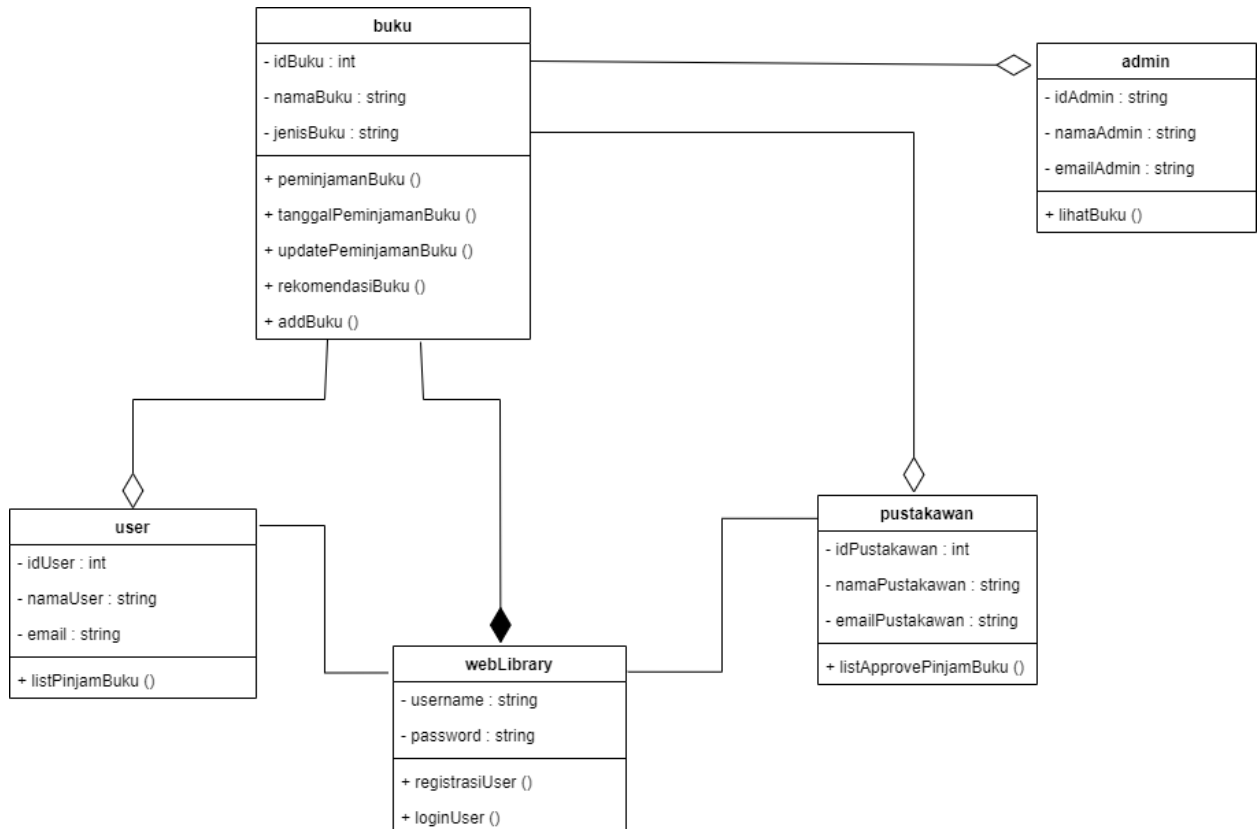 buku
- idBuku : int
- namaBuku : string
- jenisBuku : string
+ peminjamanBuku ()
+ tanggalPeminjamanBuku ()
+ updatePeminjamanBuku ()
+ rekomendasiBuku ()
+ addBuku ()
admin
- idAdmin : string
- namaAdmin : string
- emailAdmin : string
+ lihatBuku ()
user
- idUser : int
- namaUser : string
- email : string
+ listPinjamBuku ()
webLibrary
- username : string
- password : string
+ registrasiUser ()
+ loginUser ()
pustakawan
- idPustakawan : int
- namaPustakawan : string
- emailPustakawan : string
+ listApprovePinjamBuku ()